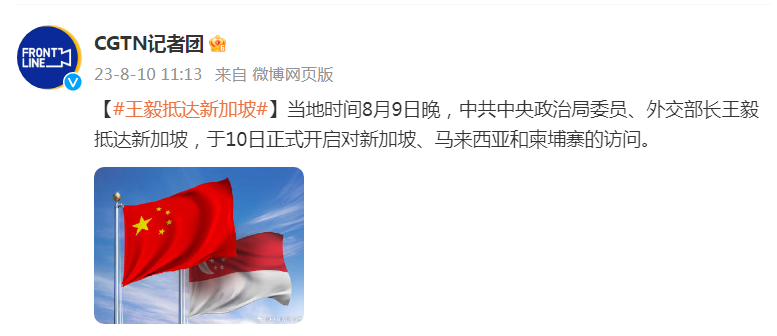 FRONT
LINE
CGTN记者团
23-8-10 11:13 来自 微博网页版
【#王毅抵达新加坡#】当地时间8月9日晚，中共中央政治局委员、外交部长王毅
抵达新加坡，于10日正式开启对新加坡、马来西亚和柬埔寨的访问。